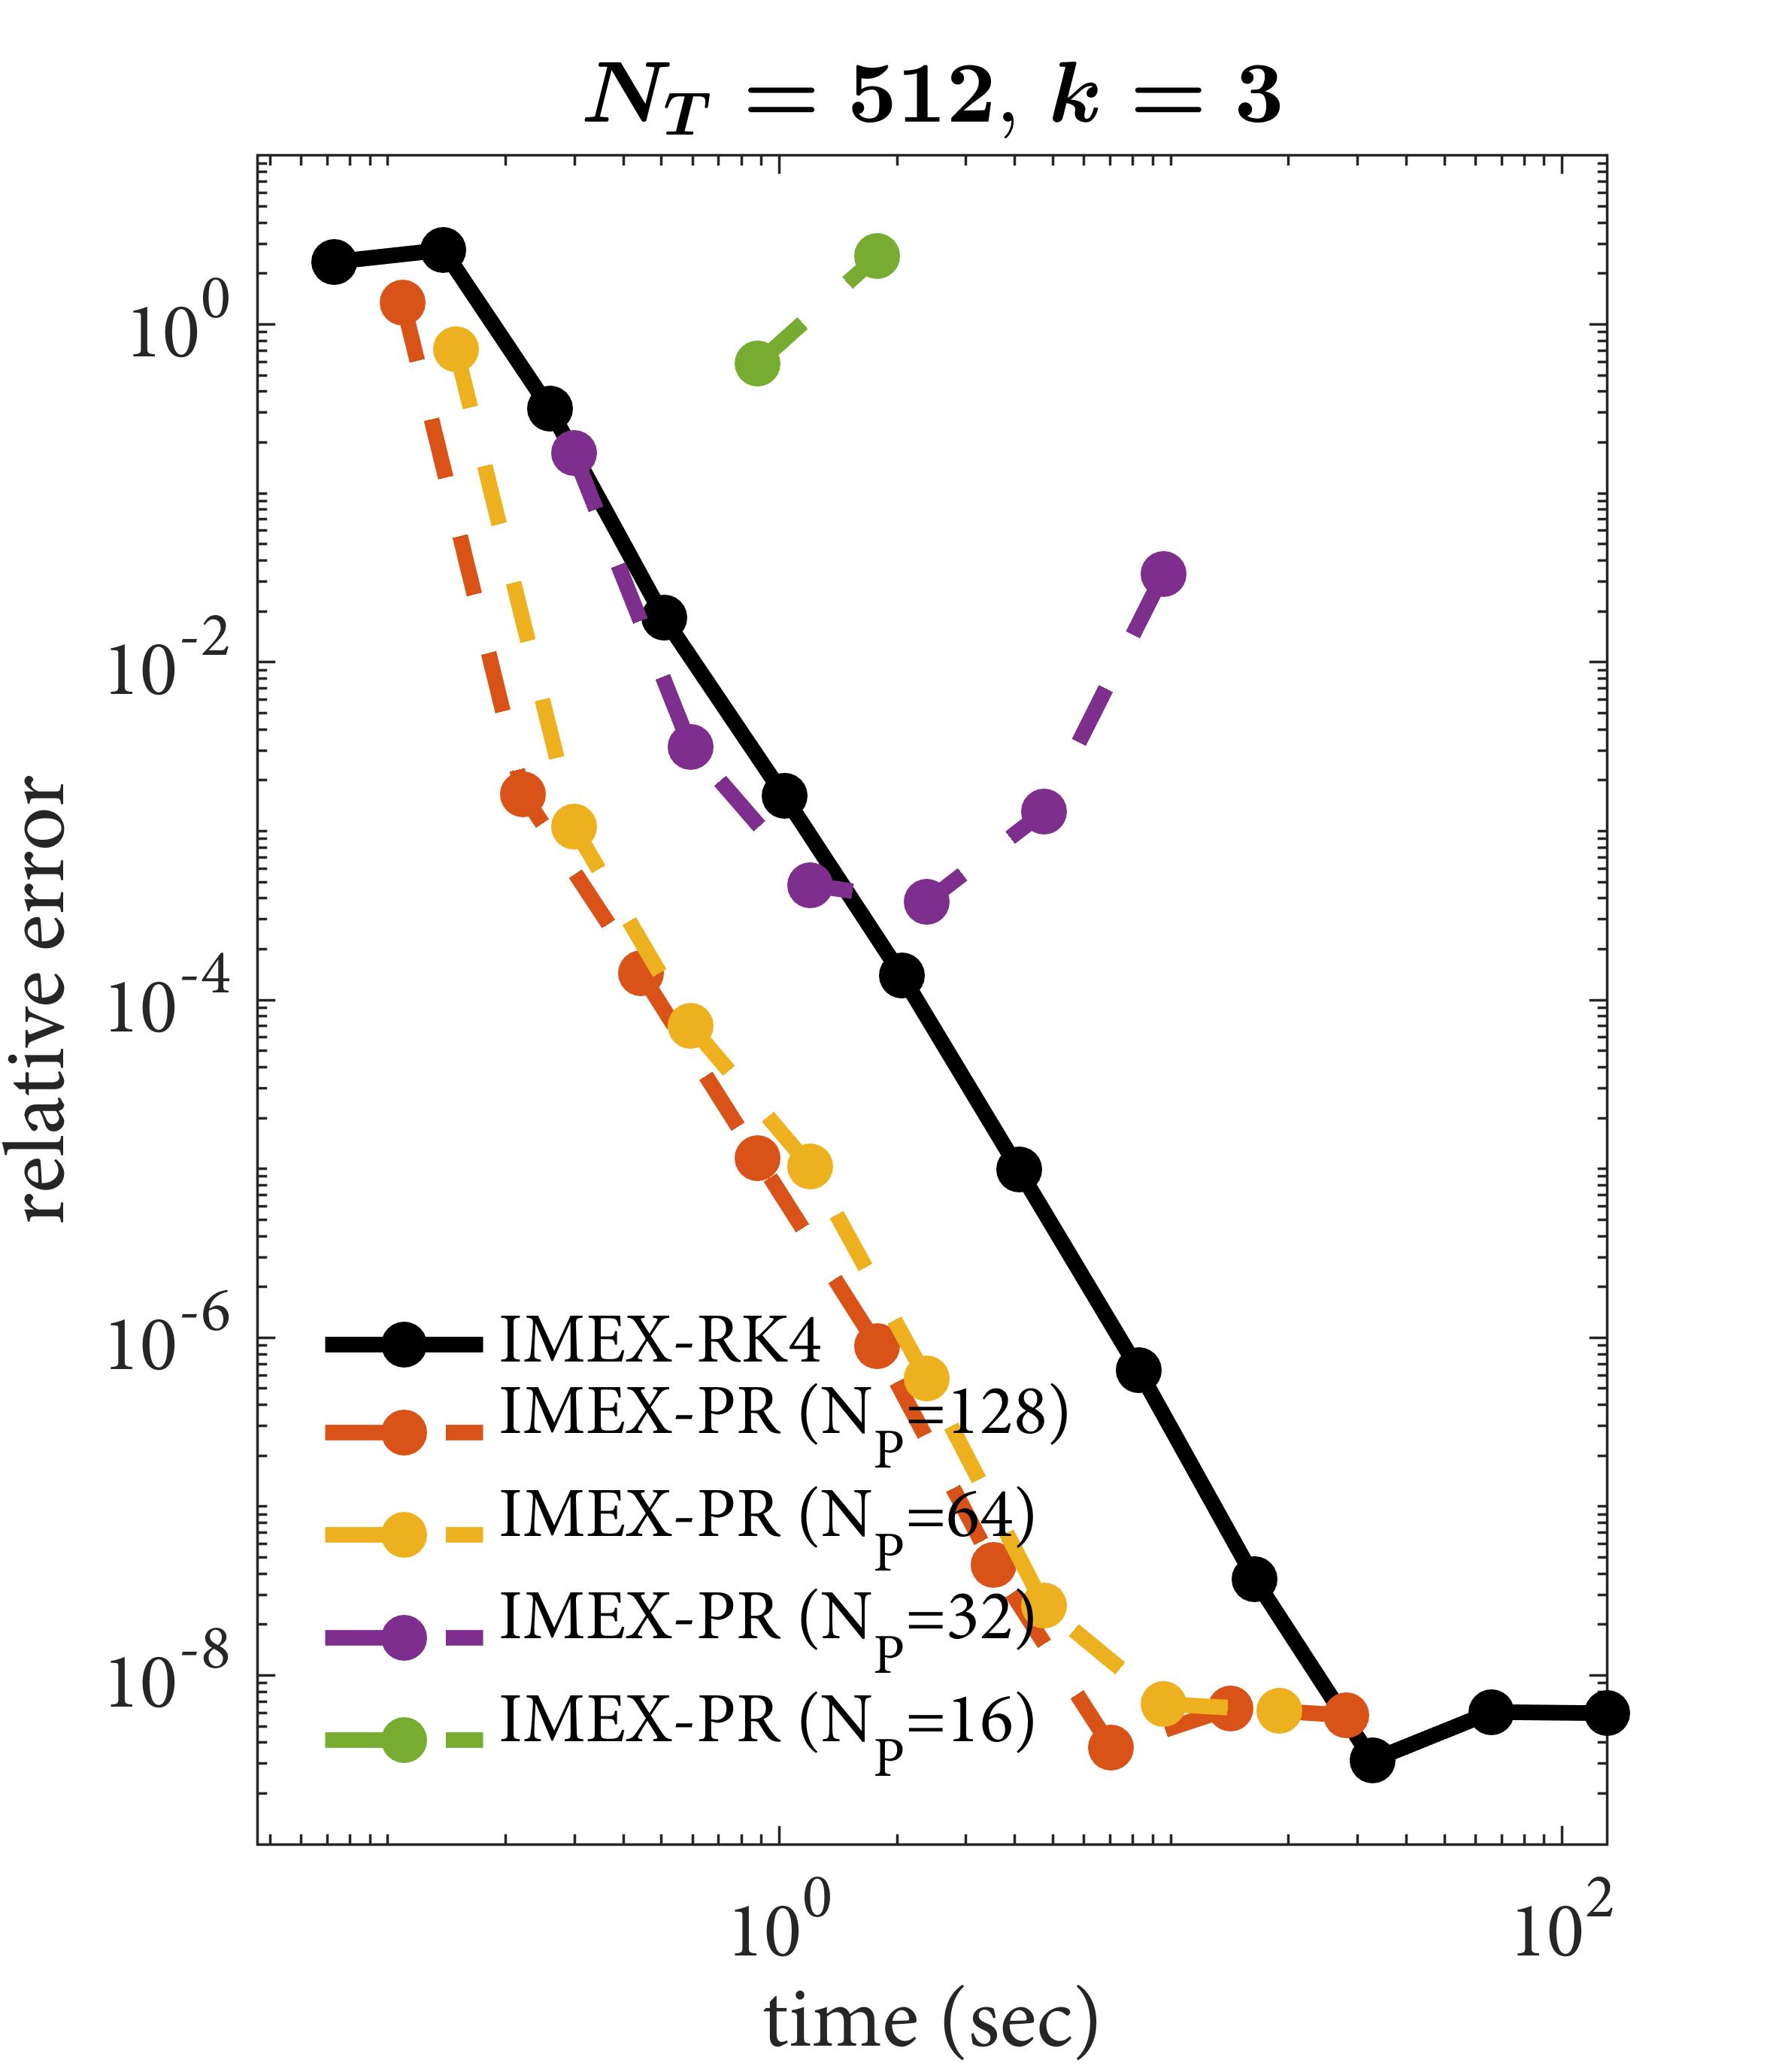 N_T = 512, k = 3
relative error
10^0
10^-2
10^-4
10^-6
10^-8
IMEX-RK4
IMEX-PR (N_P=128)
IMEX-PR (N_P=64)
IMEX-PR (N_P=32)
IMEX-PR (N_P=16)
10^0 10^2
time (sec)